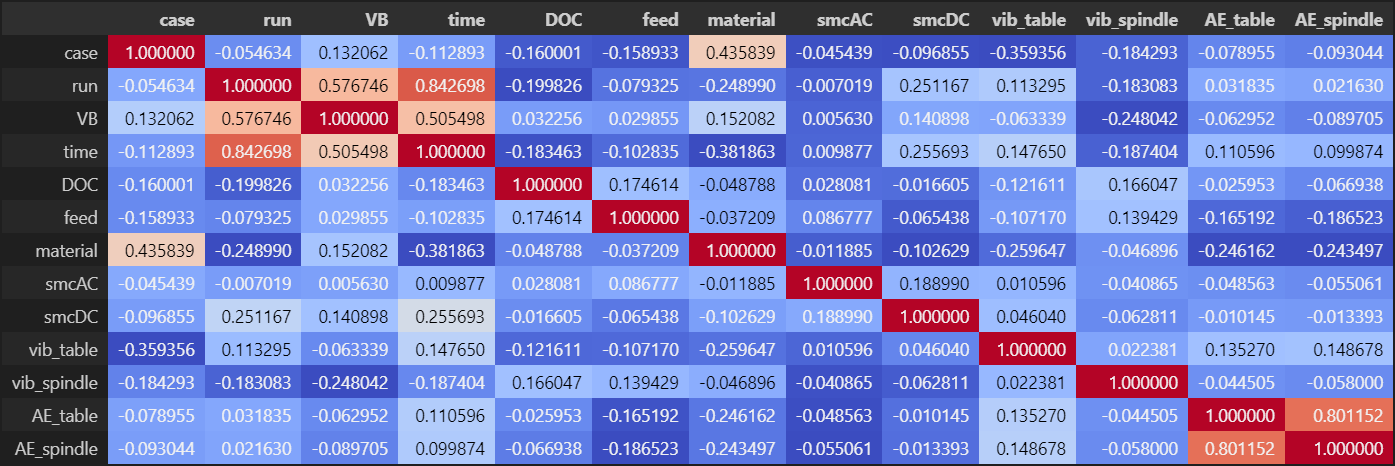 case run VB time DOC feed material smcAC smcDC vib_table vib_spindle AE_table AE_spindle
case 1.000000 -0.054634 0.132062 -0.112893 -0.160001 -0.158933 0.435839 -0.045439 -0.096855 -0.359356 -0.184293 -0.078955 -0.093044
run -0.054634 1.000000 0.576746 0.842698 -0.199826 -0.079325 -0.248990 -0.007019 0.251167 0.113295 -0.183083 0.031835 0.021630
VB 0.132062 0.576746 1.000000 0.505498 0.032256 0.029855 0.152082 0.005630 0.140898 -0.063339 -0.248042 -0.062952 -0.089705
time -0.112893 0.842698 0.505498 1.000000 -0.183463 -0.102835 -0.381863 0.009877 0.255693 0.147650 -0.187404 0.110596 0.099874
DOC -0.160001 -0.199826 0.032256 -0.183463 1.000000 0.174614 -0.048788 0.028081 -0.016605 -0.121611 0.166047 -0.025953 -0.066938
feed -0.158933 -0.079325 0.029855 -0.102835 0.174614 1.000000 -0.037209 0.086777 -0.065438 -0.107170 0.139429 -0.165192 -0.186523
material 0.435839 -0.248990 0.152082 -0.381863 -0.048788 -0.037209 1.000000 -0.011885 -0.102629 -0.259647 -0.046896 -0.246162 -0.243497
smcAC -0.045439 -0.007019 0.005630 0.009877 0.028081 0.086777 -0.011885 1.000000 0.188990 0.010596 -0.040865 -0.048563 -0.055061
smcDC -0.096855 0.251167 0.140898 0.255693 -0.016605 -0.065438 -0.102629 0.188990 1.000000 0.046040 -0.062811 -0.010145 -0.013393
vib_table -0.359356 0.113295 -0.063339 0.147650 -0.121611 -0.107170 -0.259647 0.010596 0.046040 1.000000 0.022381 0.135270 0.148678
vib_spindle -0.184293 -0.183083 -0.248042 -0.187404 0.166047 0.139429 -0.046896 -0.040865 -0.062811 0.022381 1.000000 -0.044505 -0.058000
AE_table -0.078955 0.031835 -0.062952 0.110596 -0.025953 -0.165192 -0.246162 -0.048563 -0.010145 0.135270 -0.044505 1.000000 0.801152
AE_spindle -0.093044 0.021630 -0.089705 0.099874 -0.066938 -0.186523 -0.243497 -0.055061 -0.013393 0.148678 -0.058000 0.801152 1.000000